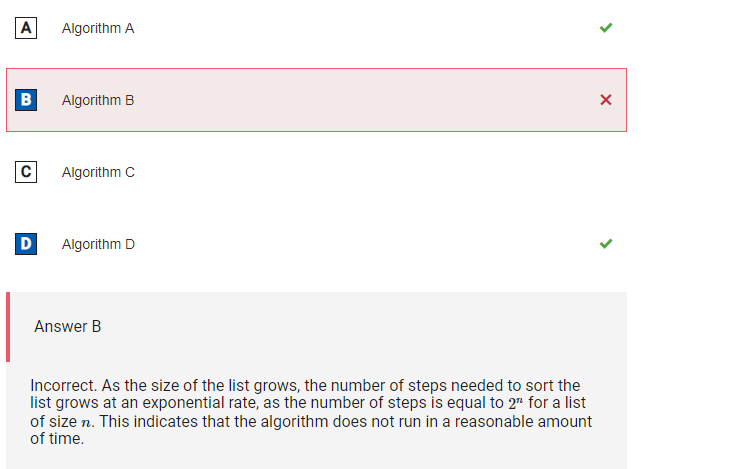 A Algorithm A
B Algorithm B
C Algorithm C
D Algorithm D
Answer B
Incorrect. As the size of the list grows, the number of steps needed to sort the
list grows at an exponential rate, as the number of steps is equal to 2ⁿ for a list
of size n. This indicates that the algorithm does not run in a reasonable amount
of time.